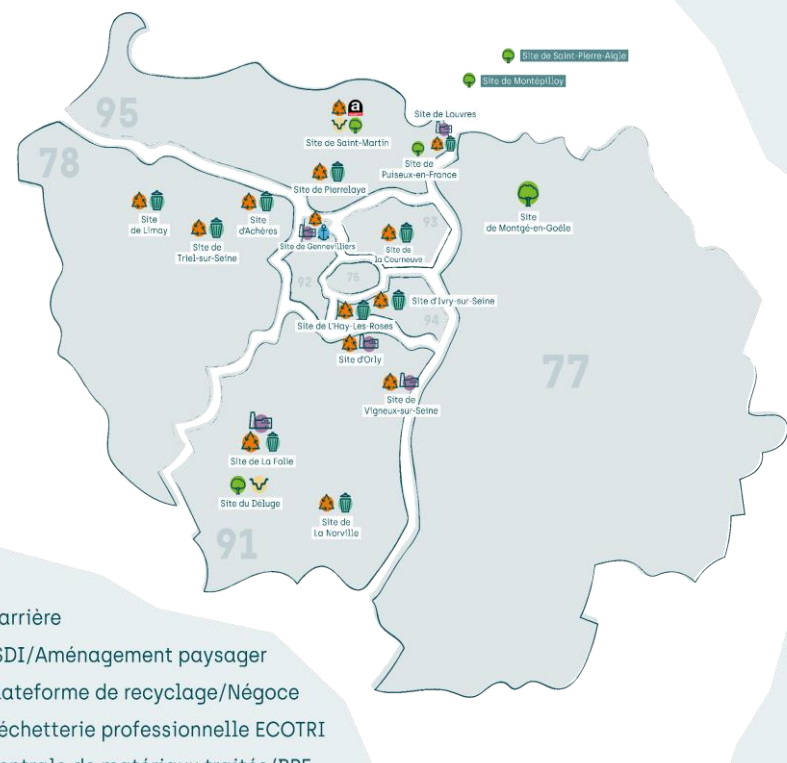 Site de Saint-Pierre-Aigle
Site de Montépilloy
95
a
Site de Louvres
Site de Saint-Martin
78
Site de
Puiseux-en-France
Site de Pierrelaye
Site
de Limay
Site
d'Achères
Site de
Triel-sur-Seine
Site de Gennevilliers
93
Site de
la Courneuve
Site
de Montgé-en-Goële
92
75
Site d'Ivry-sur-Seine
94
Site de L'Hay-Les-Roses
Site d'Orly
77
Site de
Vigneux-sur-Seine
Site de La Folie
Site du Déluge
Site de
La Norville
91
arrière
SDI/Aménagement paysager
lateforme de recyclage/Négoce
échetterie professionnelle ECOTRI